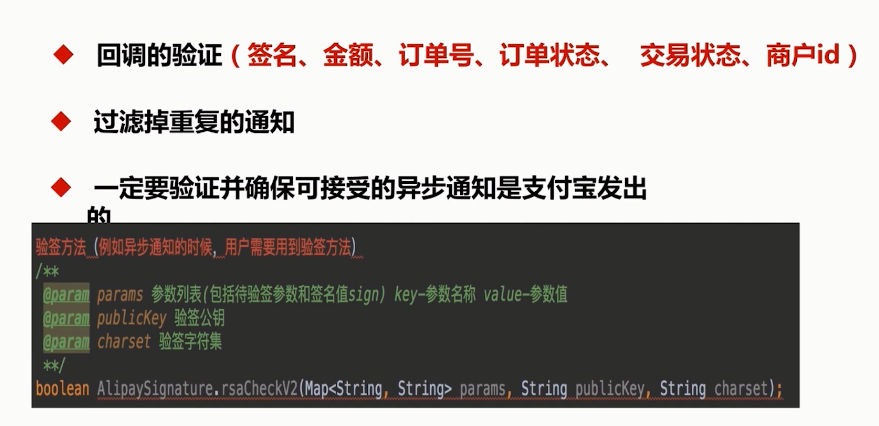 回调的验证（签名、金额、订单号、订单状态、 交易状态、商户id）
过滤掉重复的通知
一定要验证并确保可接受的异步通知是支付宝发出
的
验签方法 (例如异步通知的时候, 用户需要用到验签方法)
/**
@param params 参数列表(包括待验签参数和签名值sign) key-参数名称 value-参数值
@param publicKey 验签公钥
@param charset 验签字符集
**/
boolean AlipaySignature.rsaCheckV2(Map<String, String> params, String publicKey, String charset);